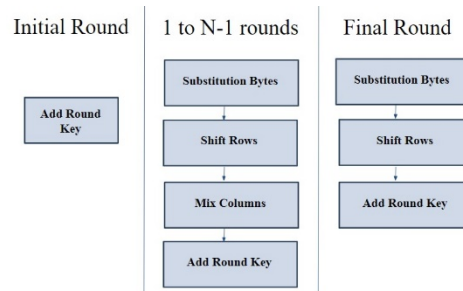 Initial Round
Add Round
Key
1 to N-1 rounds
Substitution Bytes
Shift Rows
Mix Columns
Add Round Key
Final Round
Substitution Bytes
Shift Rows
Add Round Key